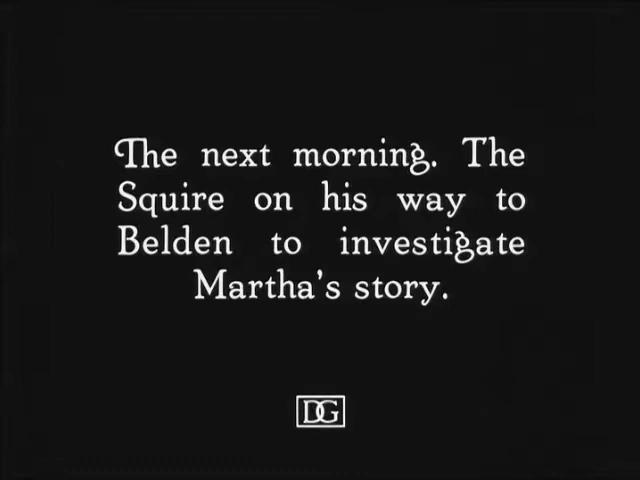 The next morning. The
Squire on his way to
Belden to investigate
Martha's story.
DG